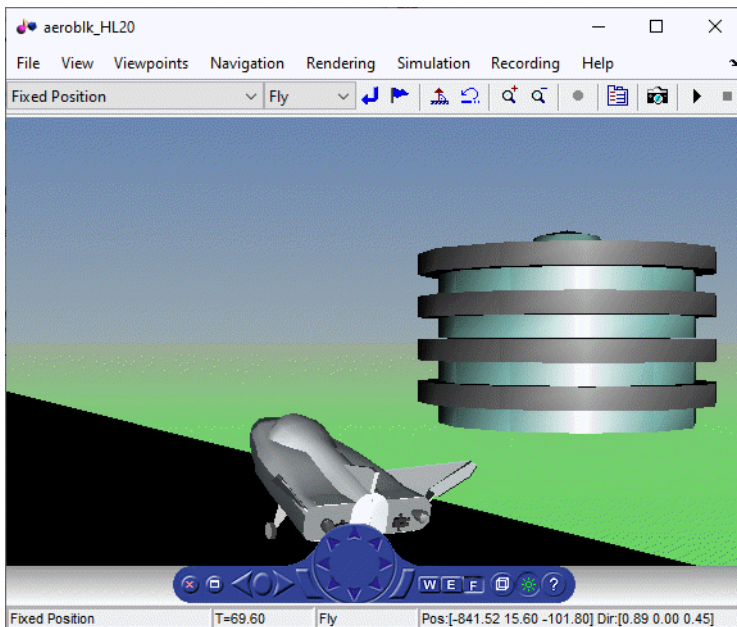 aeroblk_HL20
File View Viewpoints Navigation Rendering Simulation Recording Help
Fixed Position Fly
W E F ?
Fixed Position T=69.60 Fly Pos:[-841.52 15.60 -101.80] Dir:[0.89 0.00 0.45]